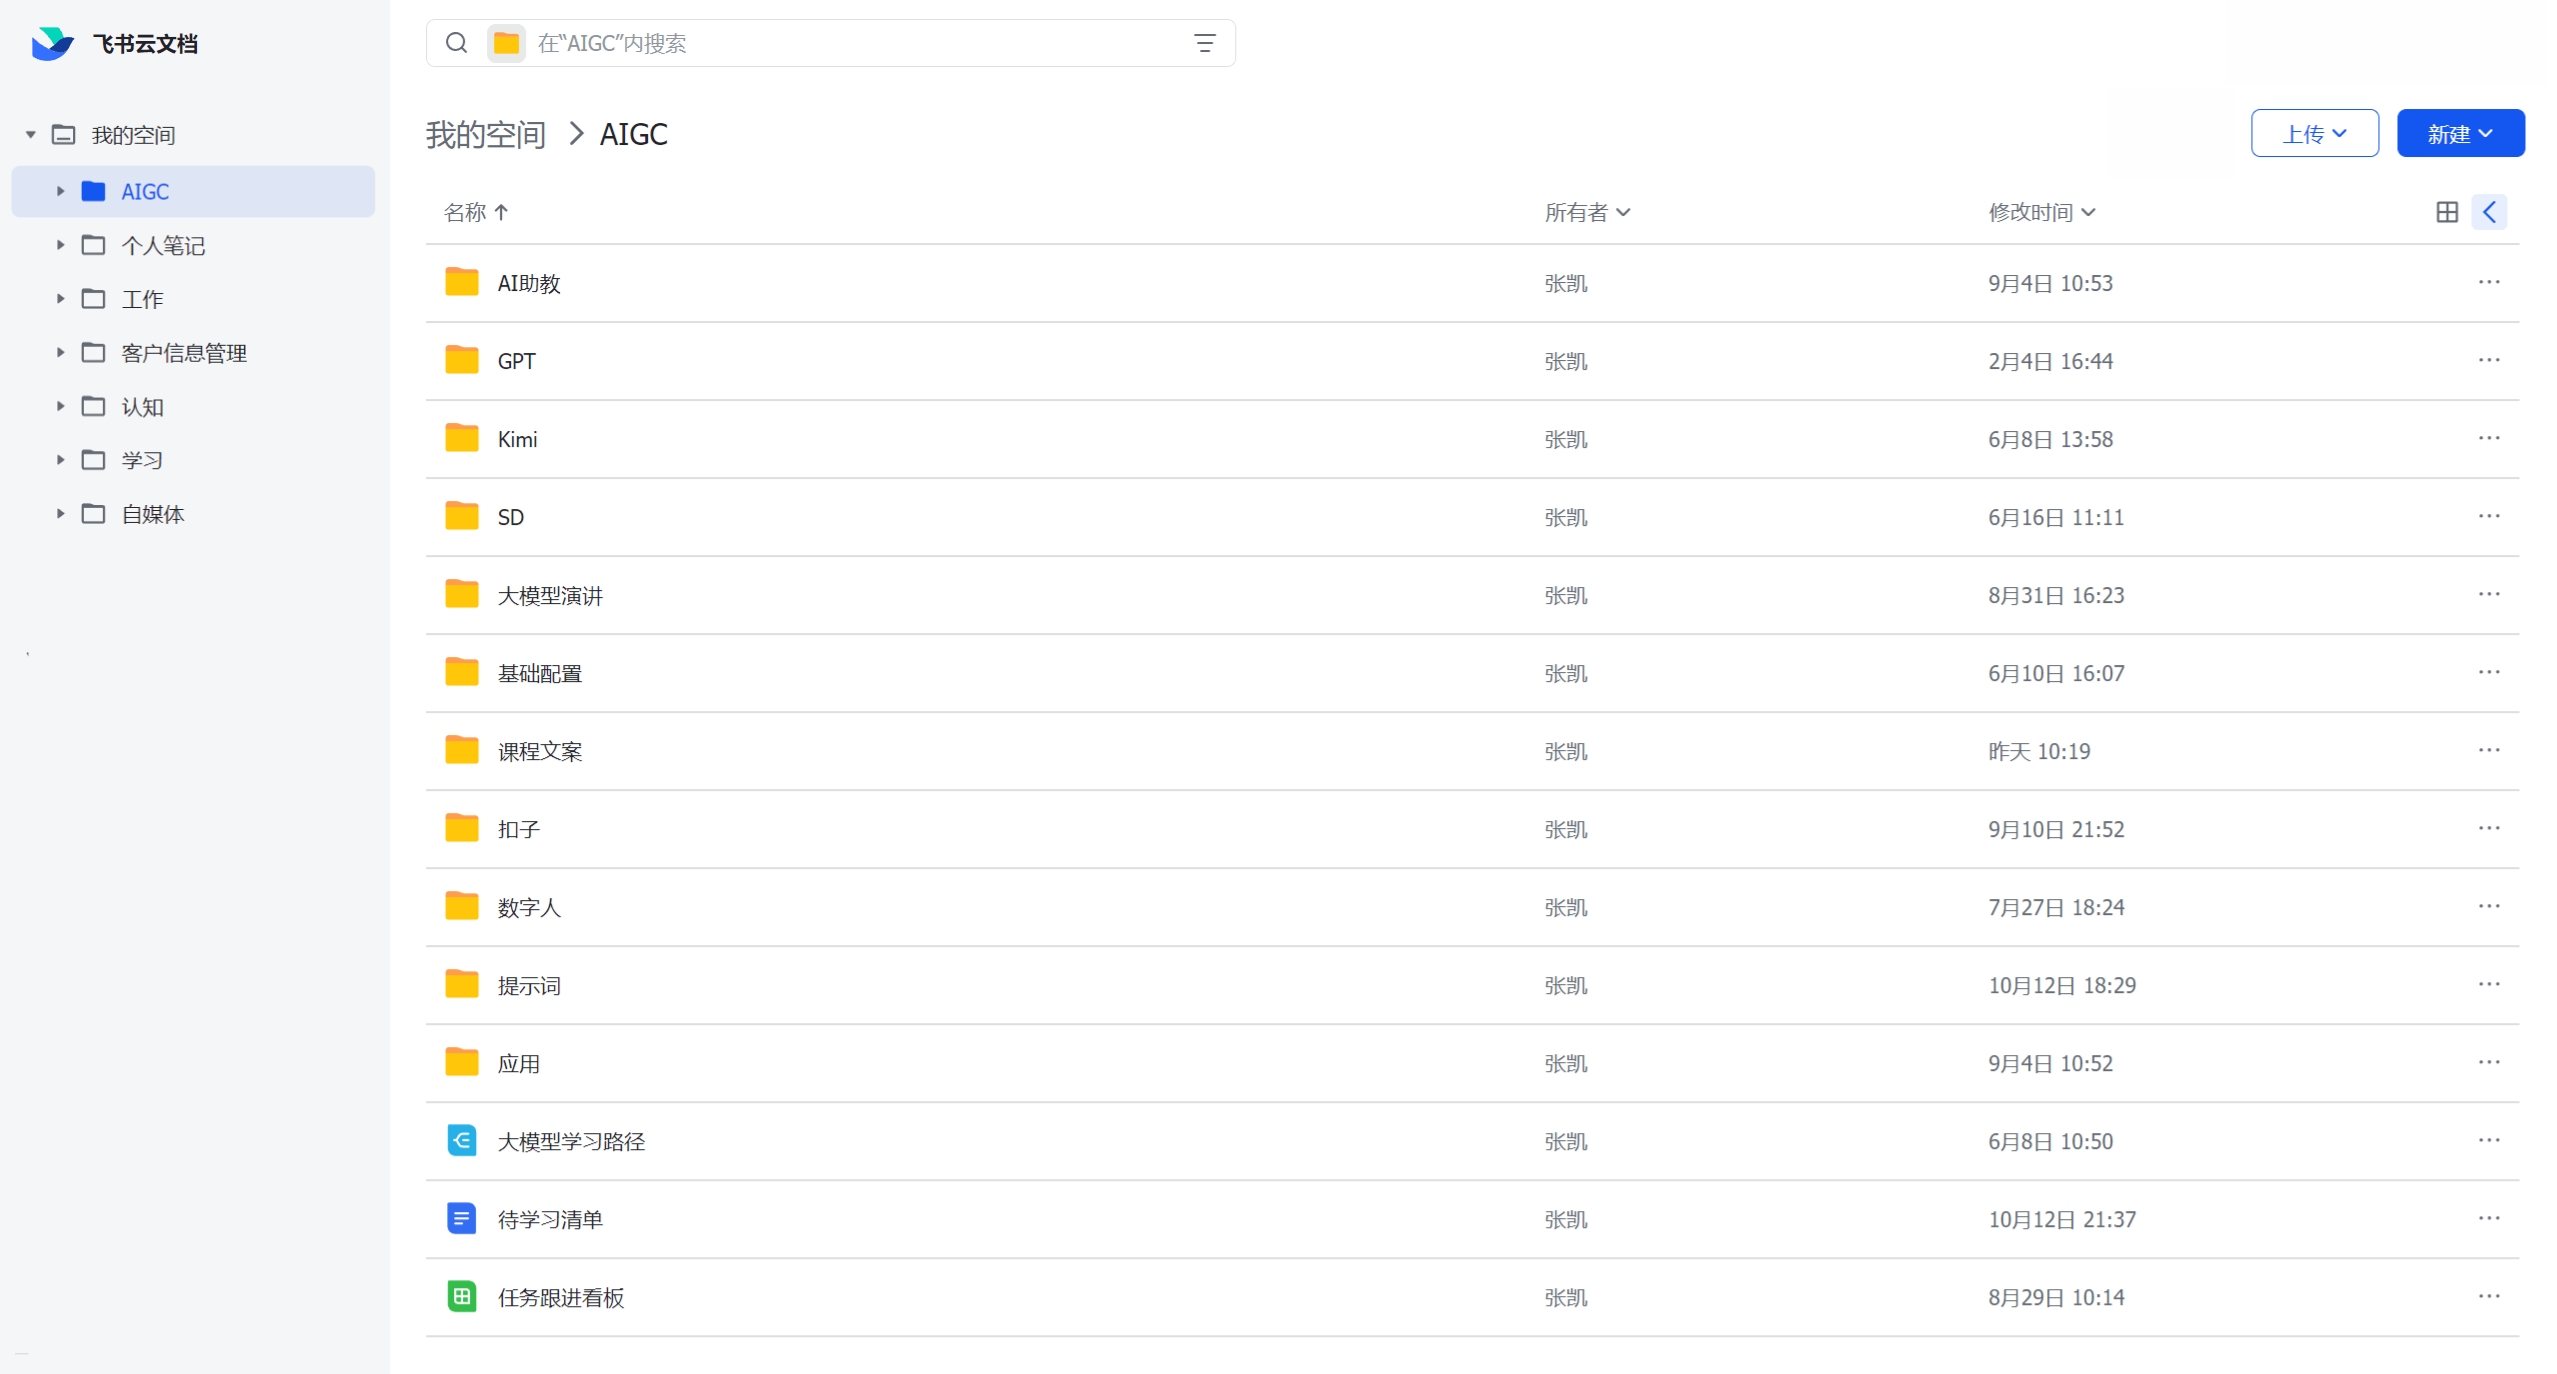 飞书云文档
我的空间
AIGC
个人笔记
工作
客户信息管理
认知
学习
自媒体
在“AIGC”内搜索
我的空间 > AIGC
上传
新建
名称 所有者 修改时间
AI助教 张凯 9月4日 10:53
GPT 张凯 2月4日 16:44
Kimi 张凯 6月8日 13:58
SD 张凯 6月16日 11:11
大模型演讲 张凯 8月31日 16:23
基础配置 张凯 6月10日 16:07
课程文案 张凯 昨天 10:19
扣子 张凯 9月10日 21:52
数字人 张凯 7月27日 18:24
提示词 张凯 10月12日 18:29
应用 张凯 9月4日 10:52
大模型学习路径 张凯 6月8日 10:50
待学习清单 张凯 10月12日 21:37
任务跟进看板 张凯 8月29日 10:14